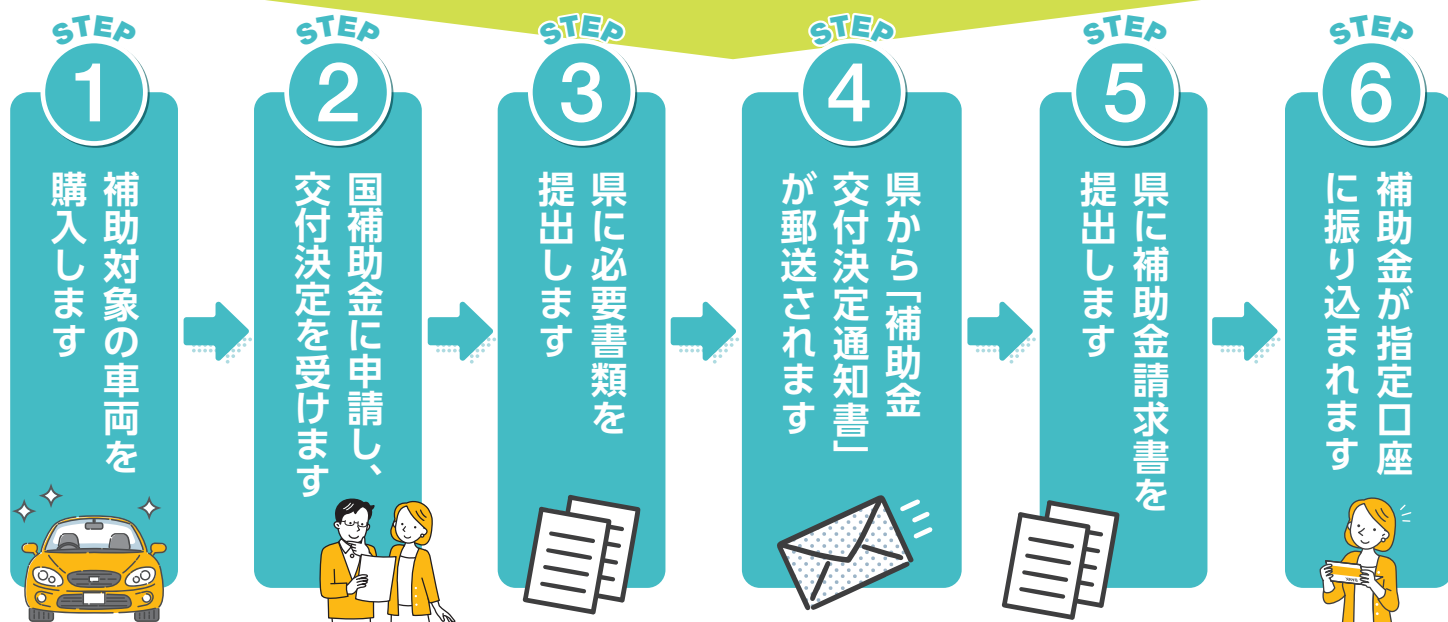 STEP
1
補助対象の車両を
購入します
STEP
2
国補助金に申請し、
交付決定を受けます
STEP
3
県に必要書類を
提出します
STEP
4
県から「補助金
交付決定通知書」
が郵送されます
STEP
5
県に補助金請求書を
提出します
STEP
6
補助金が指定口座
に振り込まれます